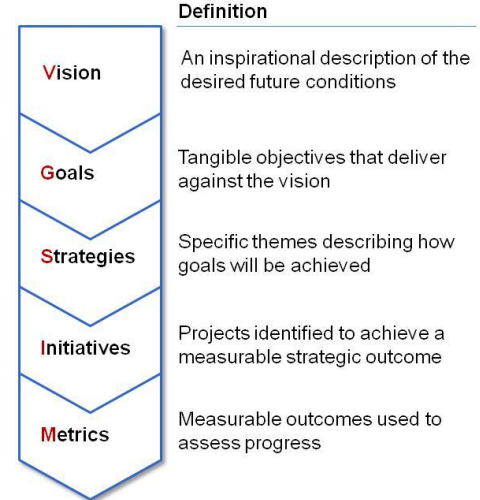 Definition
Vision
An inspirational description of the
desired future conditions
Goals
Tangible objectives that deliver
against the vision
Strategies
Specific themes describing how
goals will be achieved
Initiatives
Projects identified to achieve a
measurable strategic outcome
Metrics
Measurable outcomes used to
assess progress